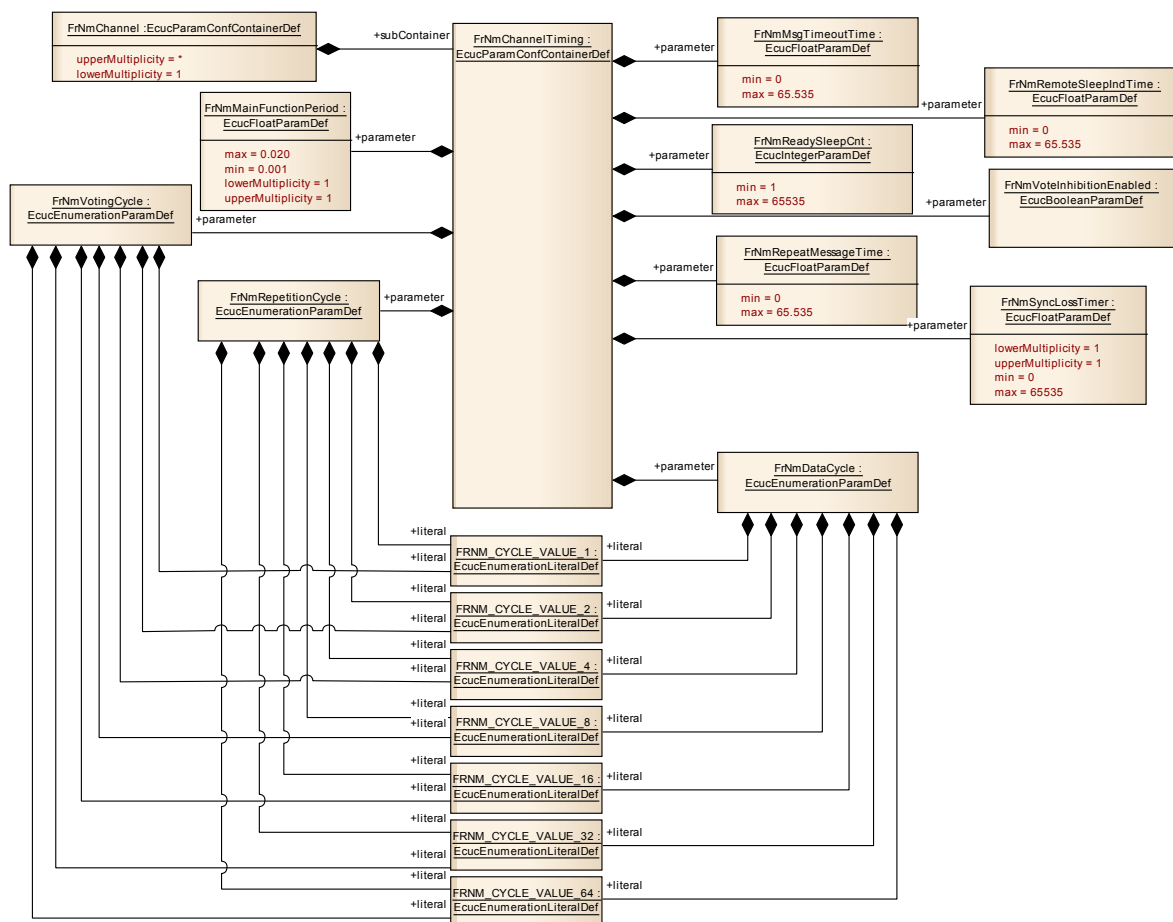 FrNmChannel :EcucParamConfContainerDef
upperMultiplicity = *
lowerMultiplicity = 1
+subContainer
FrNmChannelTiming :
EcucParamConfContainerDef
+parameter
FrNmMsgTimeoutTime :
EcucFloatParamDef
min = 0
max = 65.535
+parameter
FrNmRemoteSleepIndTime :
EcucFloatParamDef
min = 0
max = 65.535
FrNmMainFunctionPeriod :
EcucFloatParamDef
max = 0.020
min = 0.001
lowerMultiplicity = 1
upperMultiplicity = 1
+parameter
+parameter
FrNmReadySleepCnt :
EcucIntegerParamDef
min = 1
max = 65535
FrNmVotingCycle :
EcucEnumerationParamDef
+parameter
+parameter
FrNmVoteInhibitionEnabled :
EcucBooleanParamDef
+parameter
FrNmRepeatMessageTime :
EcucFloatParamDef
min = 0
max = 65.535
FrNmRepetitionCycle :
EcucEnumerationParamDef
+parameter
+parameter
FrNmSyncLossTimer :
EcucFloatParamDef
lowerMultiplicity = 1
upperMultiplicity = 1
min = 0
max = 65535
+parameter
FrNmDataCycle :
EcucEnumerationParamDef
+literal
+literal
FRNM_CYCLE_VALUE_1 :
EcucEnumerationLiteralDef
+literal
+literal
+literal
FRNM_CYCLE_VALUE_2 :
EcucEnumerationLiteralDef
+literal
+literal
+literal
FRNM_CYCLE_VALUE_4 :
EcucEnumerationLiteralDef
+literal
+literal
+literal
FRNM_CYCLE_VALUE_8 :
EcucEnumerationLiteralDef
+literal
+literal
+literal
FRNM_CYCLE_VALUE_16 :
EcucEnumerationLiteralDef
+literal
+literal
+literal
FRNM_CYCLE_VALUE_32 :
EcucEnumerationLiteralDef
+literal
+literal
+literal
FRNM_CYCLE_VALUE_64 :
EcucEnumerationLiteralDef
+literal